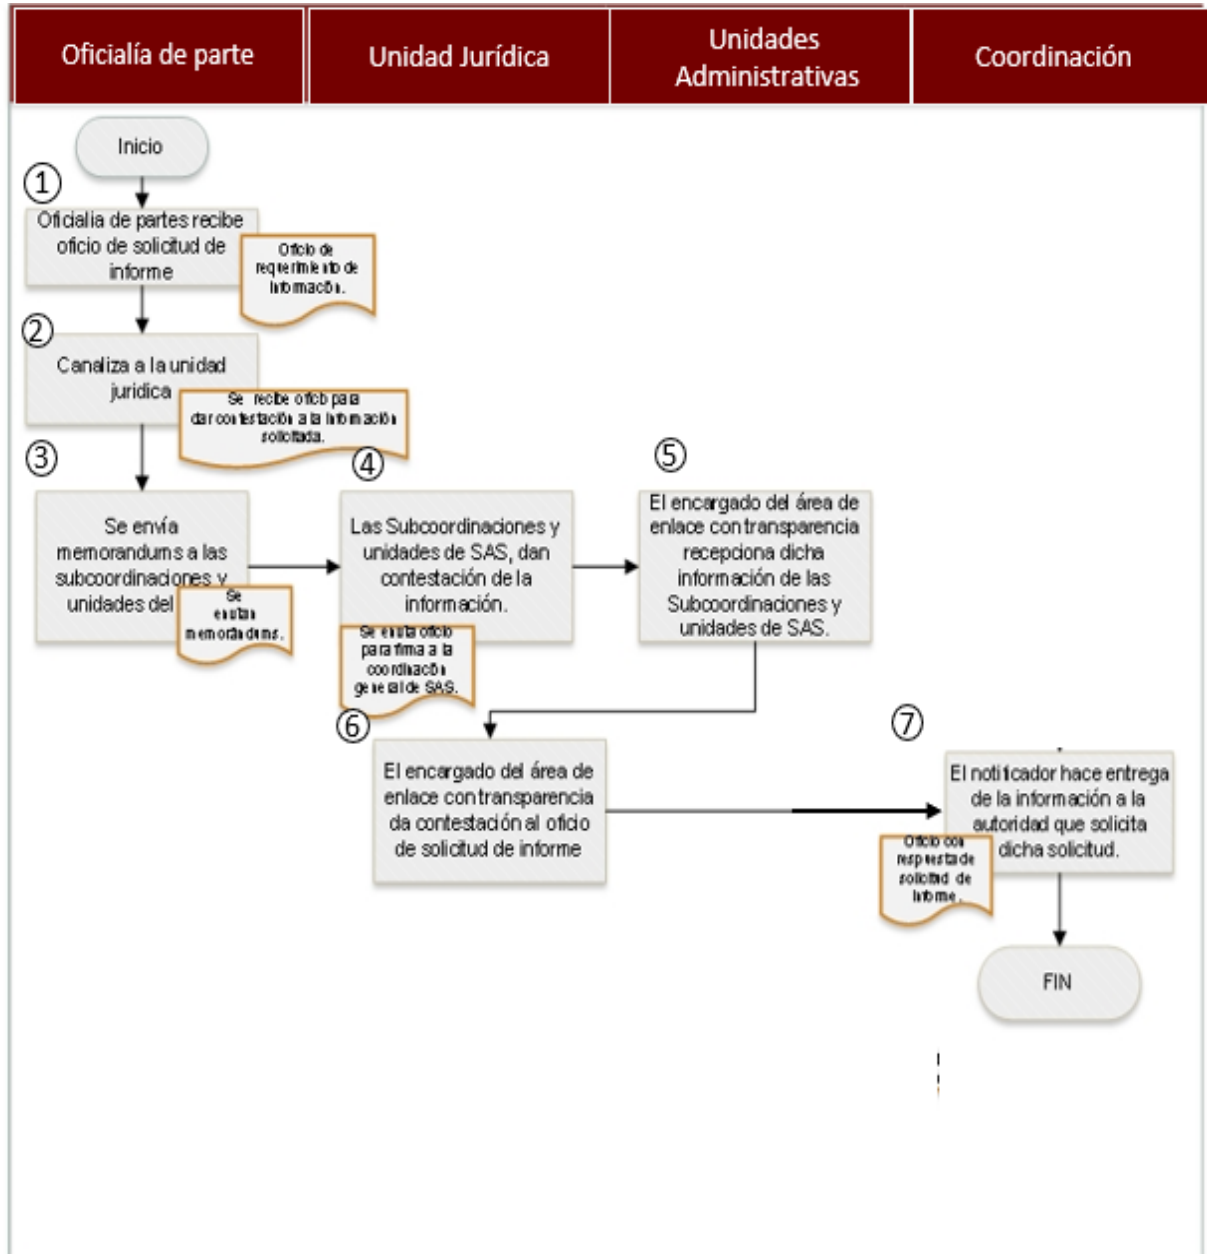 Oficialía de parte
Unidad Jurídica
Unidades
Administrativas
Coordinación
Inicio
1
Oficialia de partes recibe
oficio de solicitud de
informe
Oficio de
requerimiento de
Información.
2
Canaliza a la unidad
juridica
Se recibe oficio para
dar contestación a la Información
solicitada.
3
Se envía
memorandums a las
subcoordinaciones y
unidades del
Se
envían
memorándums.
4
Las Subcoordinaciones y
unidades de SAS, dan
contestación de la
información.
Se envía oficio
para firma a la
coordinación
general de SAS.
5
El encargado del área de
enlace con transparencia
recepciona dicha
información de las
Subcoordinaciones y
unidades de SAS.
6
El encargado del área de
enlace con transparencia
da contestación al oficio
de solicitud de informe
7
El notificador hace entrega
de la información a la
autoridad que solicita
dicha solicitud.
Oficio con
respuesta de
solicitud de
Informe.
FIN